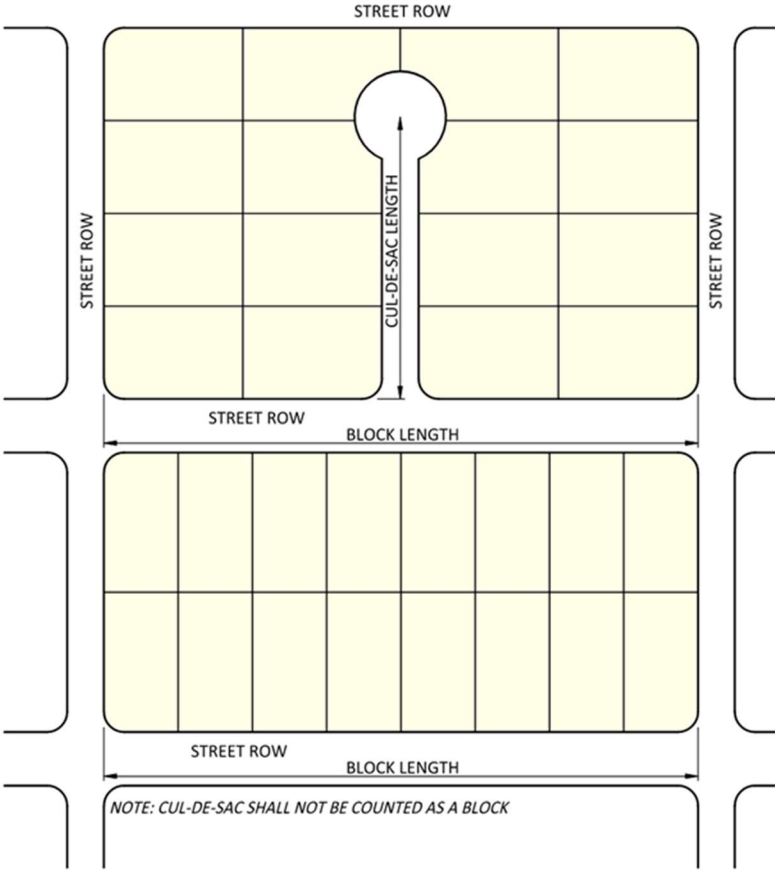 STREET ROW
STREET ROW
CUL-DE-SAC LENGTH
STREET ROW
STREET ROW
BLOCK LENGTH
STREET ROW
BLOCK LENGTH
NOTE: CUL-DE-SAC SHALL NOT BE COUNTED AS A BLOCK